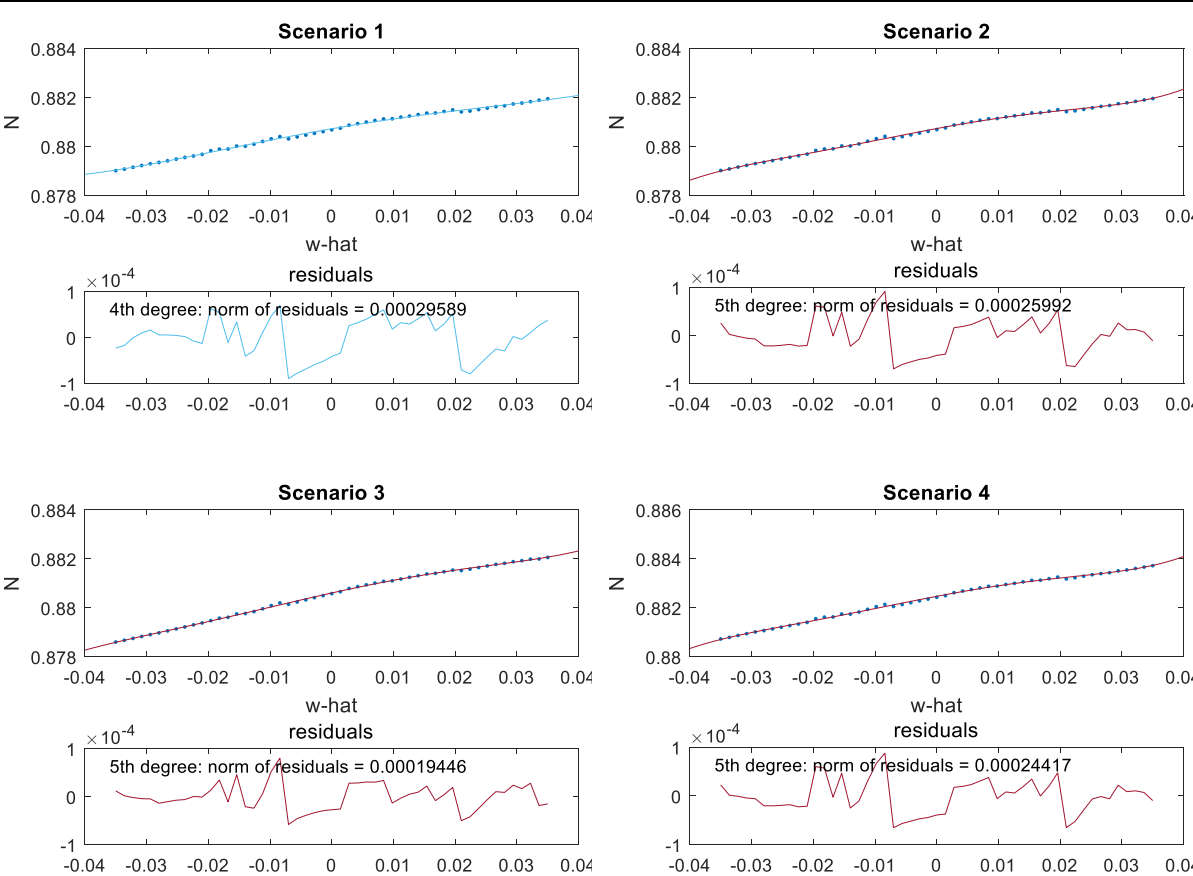 Scenario 1
0.884
0.882
0.88
0.878
N
-0.04 -0.03 -0.02 -0.01 0 0.01 0.02 0.03 0.04
w-hat
residuals
×10-4
1
0
-1
4th degree: norm of residuals = 0.00029589
-0.04 -0.03 -0.02 -0.01 0 0.01 0.02 0.03 0.04
Scenario 2
0.884
0.882
0.88
0.878
N
-0.04 -0.03 -0.02 -0.01 0 0.01 0.02 0.03 0.04
w-hat
residuals
×10-4
1
0
-1
5th degree: norm of residuals = 0.00025992
-0.04 -0.03 -0.02 -0.01 0 0.01 0.02 0.03 0.04
Scenario 3
0.884
0.882
0.88
0.878
N
-0.04 -0.03 -0.02 -0.01 0 0.01 0.02 0.03 0.04
w-hat
residuals
×10-4
1
0
-1
5th degree: norm of residuals = 0.00019446
-0.04 -0.03 -0.02 -0.01 0 0.01 0.02 0.03 0.04
Scenario 4
0.886
0.884
0.882
0.88
N
-0.04 -0.03 -0.02 -0.01 0 0.01 0.02 0.03 0.04
w-hat
residuals
×10-4
1
0
-1
5th degree: norm of residuals = 0.00024417
-0.04 -0.03 -0.02 -0.01 0 0.01 0.02 0.03 0.04